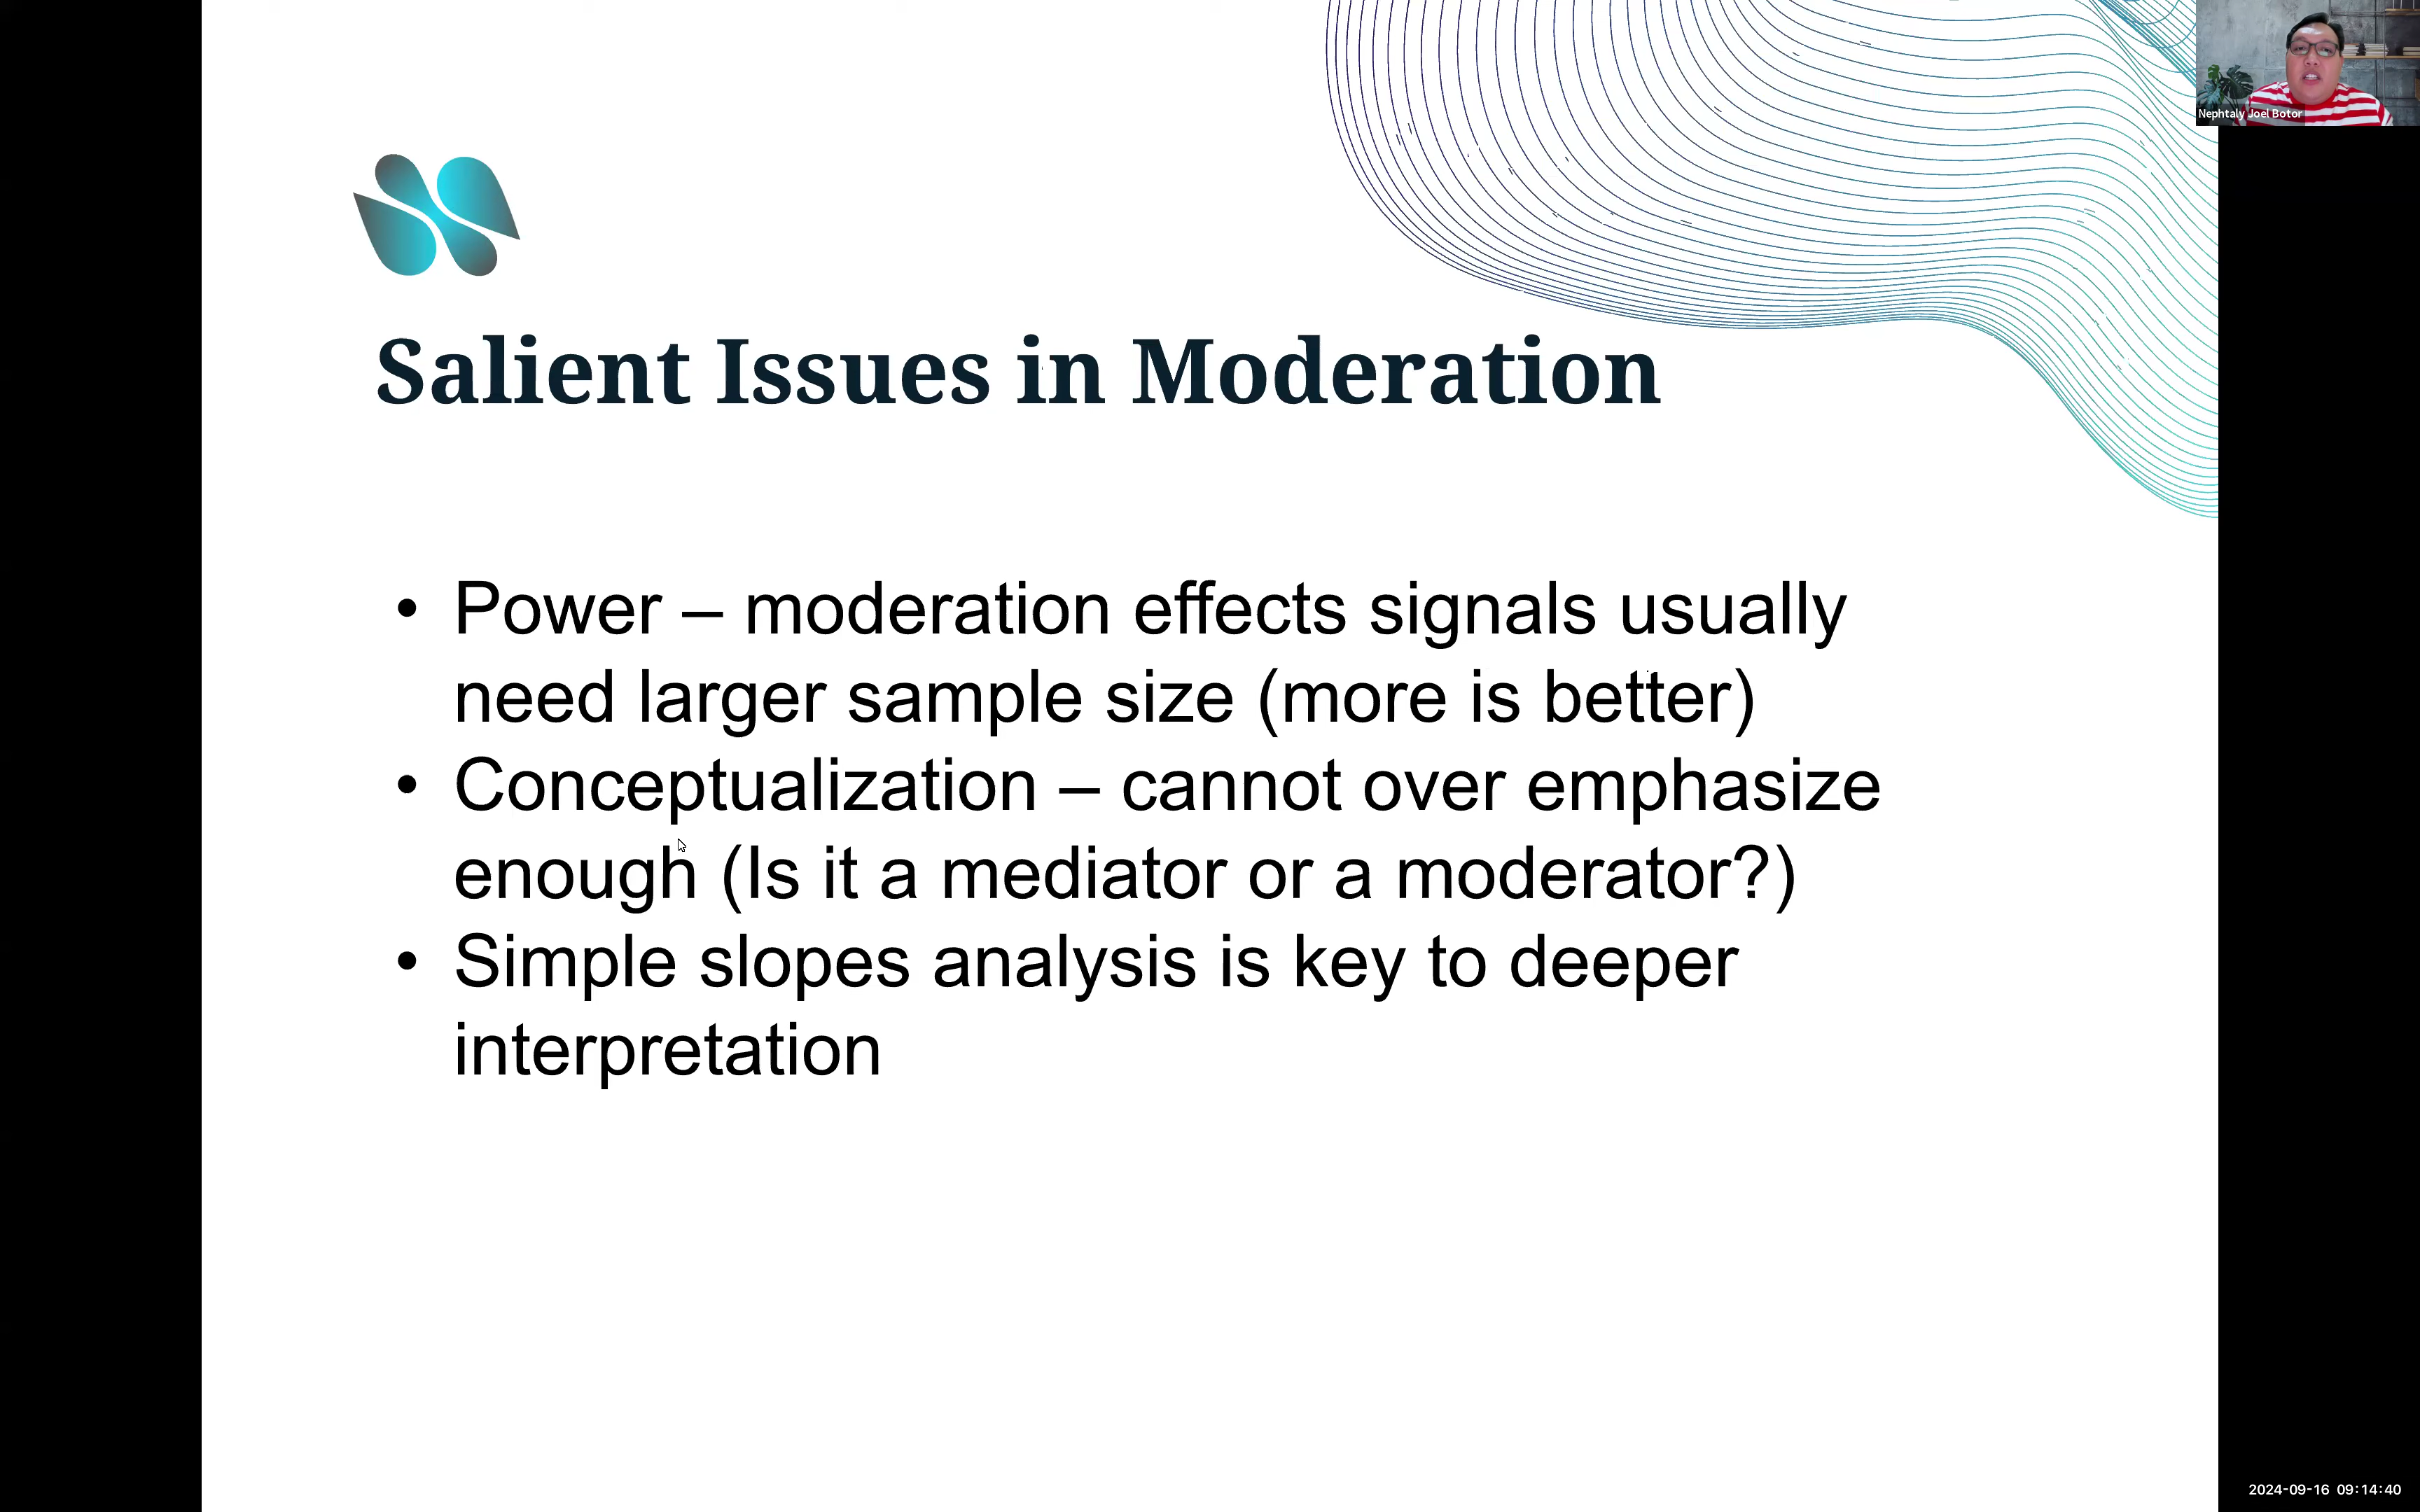 Nephtaly Joel Botor
Salient Issues in Moderation
• Power – moderation effects signals usually
need larger sample size (more is better)
• Conceptualization – cannot over emphasize
enough (Is it a mediator or a moderator?)
• Simple slopes analysis is key to deeper
interpretation
2024-09-16 09:14:40